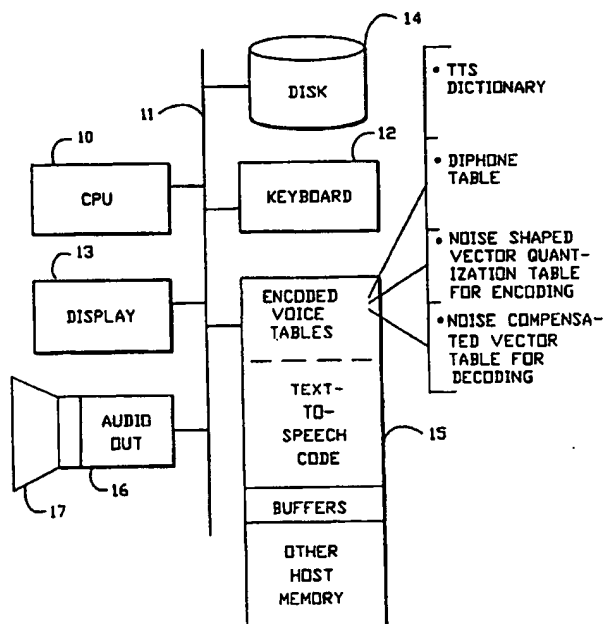 14
DISK
11
10
CPU
12
KEYBOARD
13
DISPLAY
AUDIO
OUT
16
17
ENCODED
VOICE
TABLES
TEXT-
TO-
SPEECH
CODE
15
BUFFERS
OTHER
HOST
MEMORY
• TTS
DICTIONARY
• DIPHONE
TABLE
• NOISE SHAPED
VECTOR QUANT-
IZATION TABLE
FOR ENCODING
• NOISE COMPENSA-
TED VECTOR
TABLE FOR
DECODING